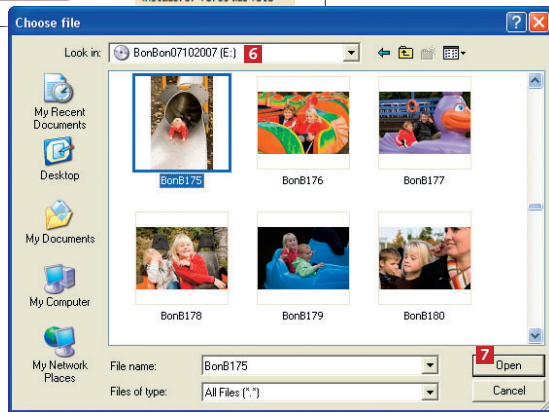 Choose file
Look in: BonBon07102007 (E:) 6
My Recent
Documents
Desktop
My Documents
My Computer
My Network
Places
BonB175 BonB176 BonB177
BonB178 BonB179 BonB180
File name: BonB175
7 Open
Files of type: All Files (*.*)
Cancel